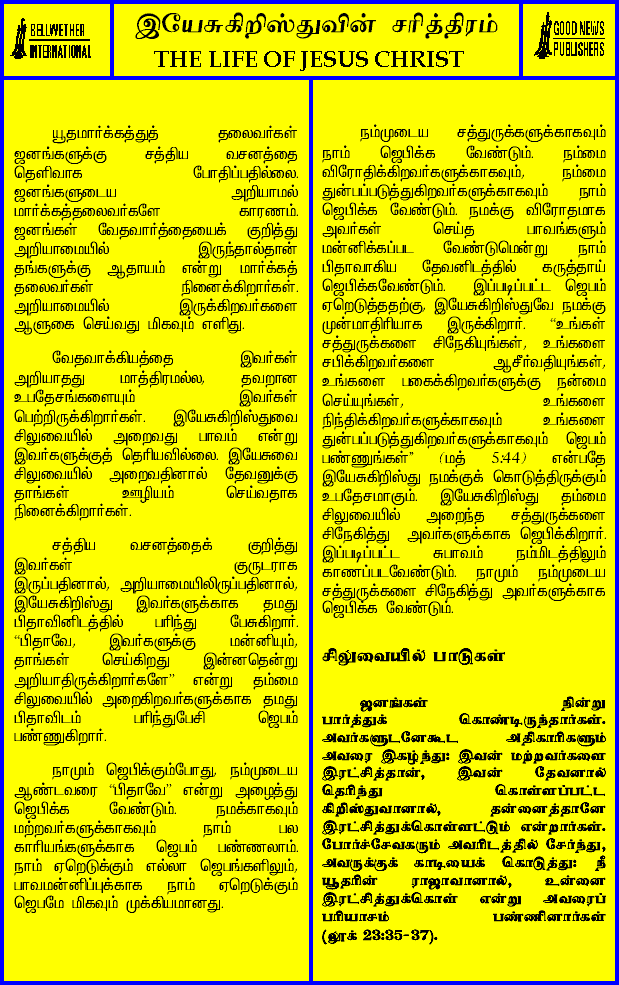 BELLWETHER
INTERNATIONAL
இயேசுகிறிஸ்துவின் சரித்திரம்
THE LIFE OF JESUS CHRIST
GOOD NEWS
PUBLISHERS
யூதமார்க்கத்துத் தலைவர்கள்
ஜனங்களுக்கு சத்திய வசனத்தை
தெளிவாக போதிப்பதில்லை.
ஜனங்களுடைய அறியாமல்
மார்க்கத்தலைவர்களே காரணம்.
ஜனங்கள் வேதவார்த்தையைக் குறித்து
அறியாமையில் இருந்தால்தான்
தங்களுக்கு ஆதாயம் என்று மார்க்கத்
தலைவர்கள் நினைக்கிறார்கள்.
அறியாமையில் இருக்கிறவர்களை
ஆளுகை செய்வது மிகவும் எளிது.
வேதவாக்கியத்தை இவர்கள்
அறியாதது மாத்திரமல்ல, தவறான
உபதேசங்களையும் இவர்கள்
பெற்றிருக்கிறார்கள். இயேசுகிறிஸ்துவை
சிலுவையில் அறைவது பாவம் என்று
இவர்களுக்குத் தெரியவில்லை. இயேசுவை
சிலுவையில் அறைவதினால் தேவனுக்கு
தாங்கள் ஊழியம் செய்வதாக
நினைக்கிறார்கள்.
சத்திய வசனத்தைக் குறித்து
இவர்கள் குருடராக
இருப்பதினால், அறியாமையிலிருப்பதினால்,
இயேசுகிறிஸ்து இவர்களுக்காக தமது
பிதாவினிடத்தில் பரிந்து பேசுகிறார்.
“பிதாவே, இவர்களுக்கு மன்னியும்,
தாங்கள் செய்கிறது இன்னதென்று
அறியாதிருக்கிறார்களே” என்று தம்மை
சிலுவையில் அறைகிறவர்களுக்காக தமது
பிதாவிடம் பரிந்துபேசி ஜெபம்
பண்ணுகிறார்.
நாமும் ஜெபிக்கும்போது, நம்முடைய
ஆண்டவரை “பிதாவே” என்று அழைத்து
ஜெபிக்க வேண்டும். நமக்காகவும்
மற்றவர்களுக்காகவும் நாம் பல
காரியங்களுக்காக ஜெபம் பண்ணலாம்.
நாம் ஏறெடுக்கும் எல்லா ஜெபங்களிலும்,
பாவமன்னிப்புக்காக நாம் ஏறெடுக்கும்
ஜெபமே மிகவும் முக்கியமானது.
நம்முடைய சத்துருக்களுக்காகவும்
நாம் ஜெபிக்க வேண்டும். நம்மை
விரோதிக்கிறவர்களுக்காகவும், நம்மை
துன்பப்படுத்துகிறவர்களுக்காகவும் நாம்
ஜெபிக்க வேண்டும். நமக்கு விரோதமாக
அவர்கள் செய்த பாவங்களும்
மன்னிக்கப்பட வேண்டுமென்று நாம்
பிதாவாகிய தேவனிடத்தில் கருத்தாய்
ஜெபிக்கவேண்டும். இப்படிப்பட்ட ஜெபம்
ஏறெடுத்ததற்கு, இயேசுகிறிஸ்துவே நமக்கு
முன்மாதிரியாக இருக்கிறார். “உங்கள்
சத்துருக்களை சிநேகியுங்கள், உங்களை
சபிக்கிறவர்களை ஆசீர்வதியுங்கள்,
உங்களை பகைக்கிறவர்களுக்கு நன்மை
செய்யுங்கள், உங்களை
நிந்திக்கிறவர்களுக்காகவும் உங்களை
துன்பப்படுத்துகிறவர்களுக்காகவும் ஜெபம்
பண்ணுங்கள்” (மத் 5:44) என்பதே
இயேசுகிறிஸ்து நமக்குக் கொடுத்திருக்கும்
உபதேசமாகும். இயேசுகிறிஸ்து தம்மை
சிலுவையில் அறைந்த சத்துருக்களை
சிநேகித்து அவர்களுக்காக ஜெபிக்கிறார்.
இப்படிப்பட்ட சுபாவம் நம்மிடத்திலும்
காணப்படவேண்டும். நாமும் நம்முடைய
சத்துருக்களை சிநேகித்து அவர்களுக்காக
ஜெபிக்க வேண்டும்.
சிலுவையில் பாடுகள்
ஜனங்கள் நின்று
பார்த்துக் கொண்டிருந்தார்கள்.
அவர்களுடனேகூட அதிகாரிகளும்
அவரை இகழ்ந்து: இவன் மற்றவர்களை
இரட்சித்தான், இவன் தேவனால்
தெரிந்து கொள்ளப்பட்ட
கிறிஸ்துவானால், தன்னைத்தானே
இரட்சித்துக்கொள்ளட்டும் என்றார்கள்.
போர்ச்சேவகரும் அவரிடத்தில் சேர்ந்து,
அவருக்குக் காடியைக் கொடுத்து: நீ
யூதரின் ராஜாவானால், உன்னை
இரட்சித்துக்கொள் என்று அவரைப்
பரியாசம் பண்ணினார்கள்
(லூக் 23:35-37).